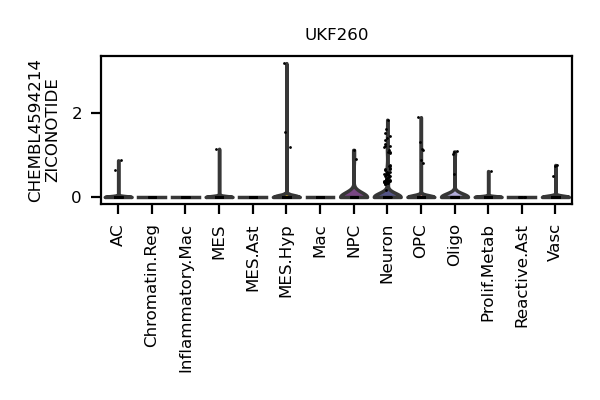 UKF260
CHEMBL4594214
ZICONOTIDE
2
0
AC
Chromatin.Reg
Inflammatory.Mac
MES
MES.Ast
MES.Hyp
Mac
NPC
Neuron
OPC
Oligo
Prolif.Metab
Reactive.Ast
Vasc